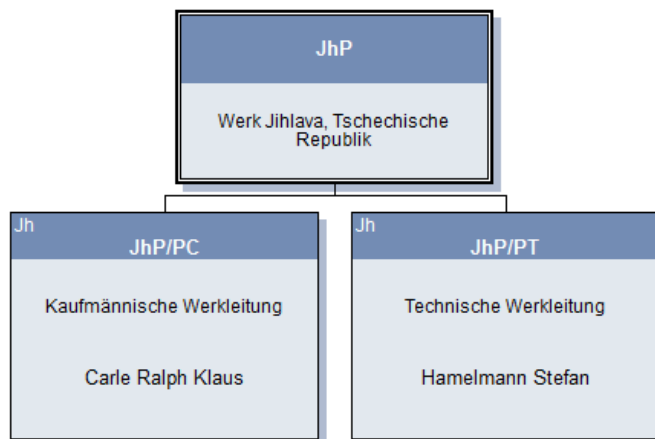 JhP
Werk Jihlava, Tschechische
Republik
Jh
JhP/PC
Kaufmännische Werkleitung
Carle Ralph Klaus
Jh
JhP/PT
Technische Werkleitung
Hamelmann Stefan